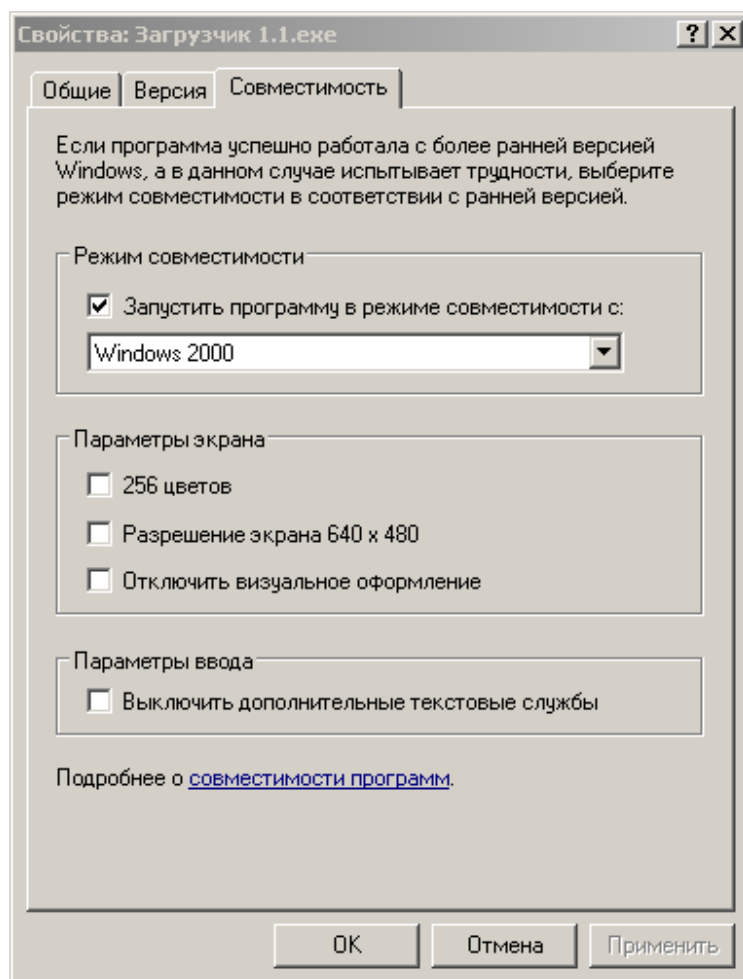 Свойства: Загрузчик 1.1.exe
Общие Версия Совместимость
Если программа успешно работала с более ранней версией
Windows, а в данном случае испытывает трудности, выберите
режим совместимости в соответствии с ранней версией.
Режим совместимости
Запустить программу в режиме совместимости с:
Windows 2000
Параметры экрана
256 цветов
Разрешение экрана 640 x 480
Отключить визуальное оформление
Параметры ввода
Выключить дополнительные текстовые службы
Подробнее о совместимости программ.
OK Отмена Применить